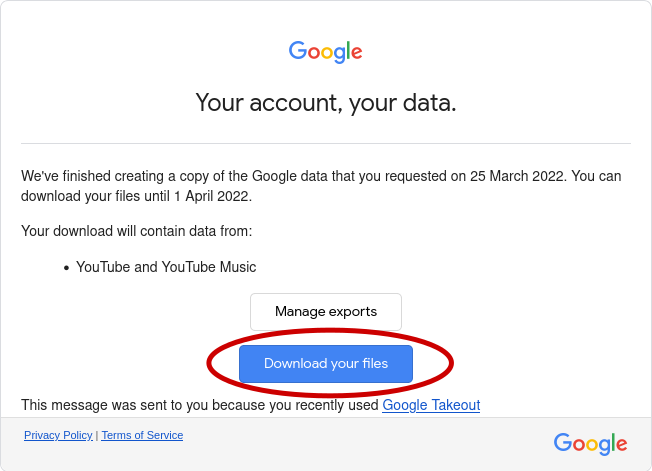 Google
Your account, your data.
We've finished creating a copy of the Google data that you requested on 25 March 2022. You can
download your files until 1 April 2022.
Your download will contain data from:
• YouTube and YouTube Music
Manage exports
Download your files
This message was sent to you because you recently used Google Takeout
Privacy Policy | Terms of Service
Google